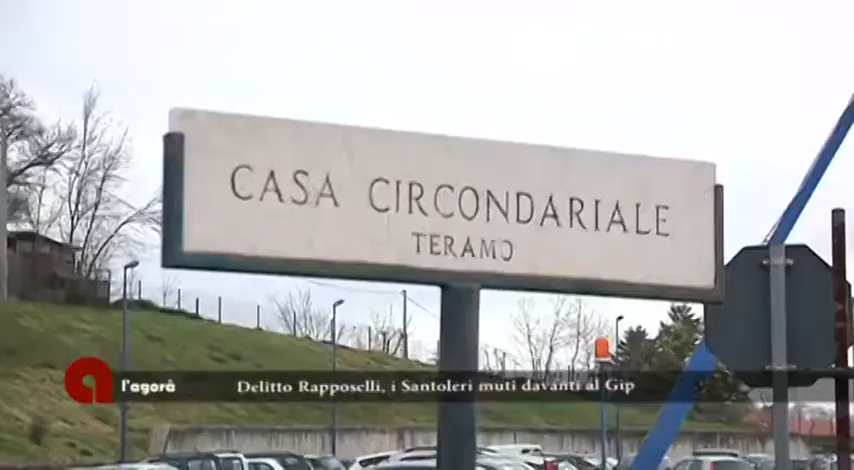 CASA CIRCONDARIALE
TERAMO
a l'agorà
Delitto Rapposelli, i Santoleri muti davanti al Gip